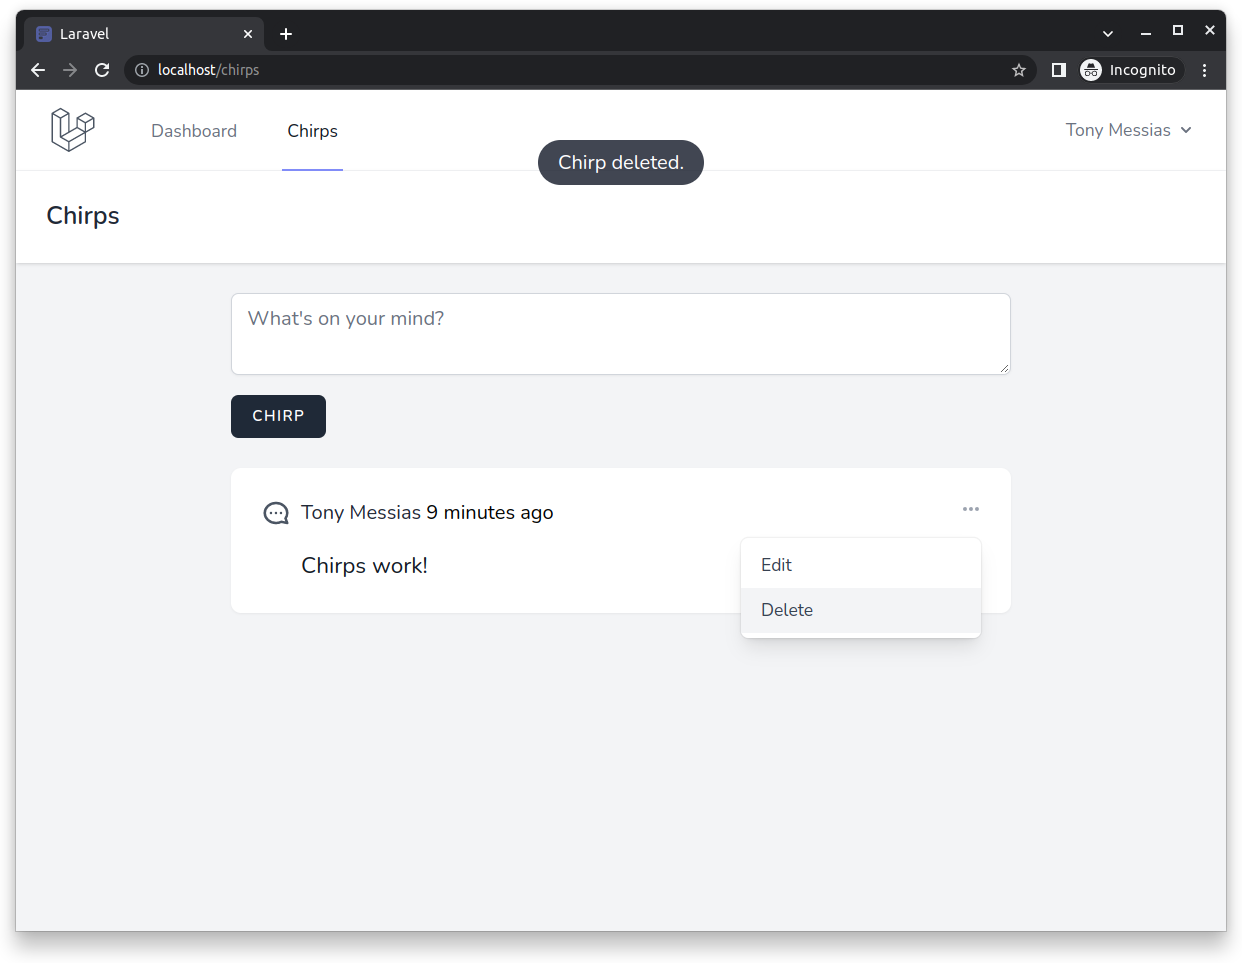 Laravel
localhost/chirps
Incognito
Dashboard
Chirps
Tony Messias
Chirp deleted.
Chirps
What's on your mind?
CHIRP
Tony Messias 9 minutes ago
Chirps work!
Edit
Delete